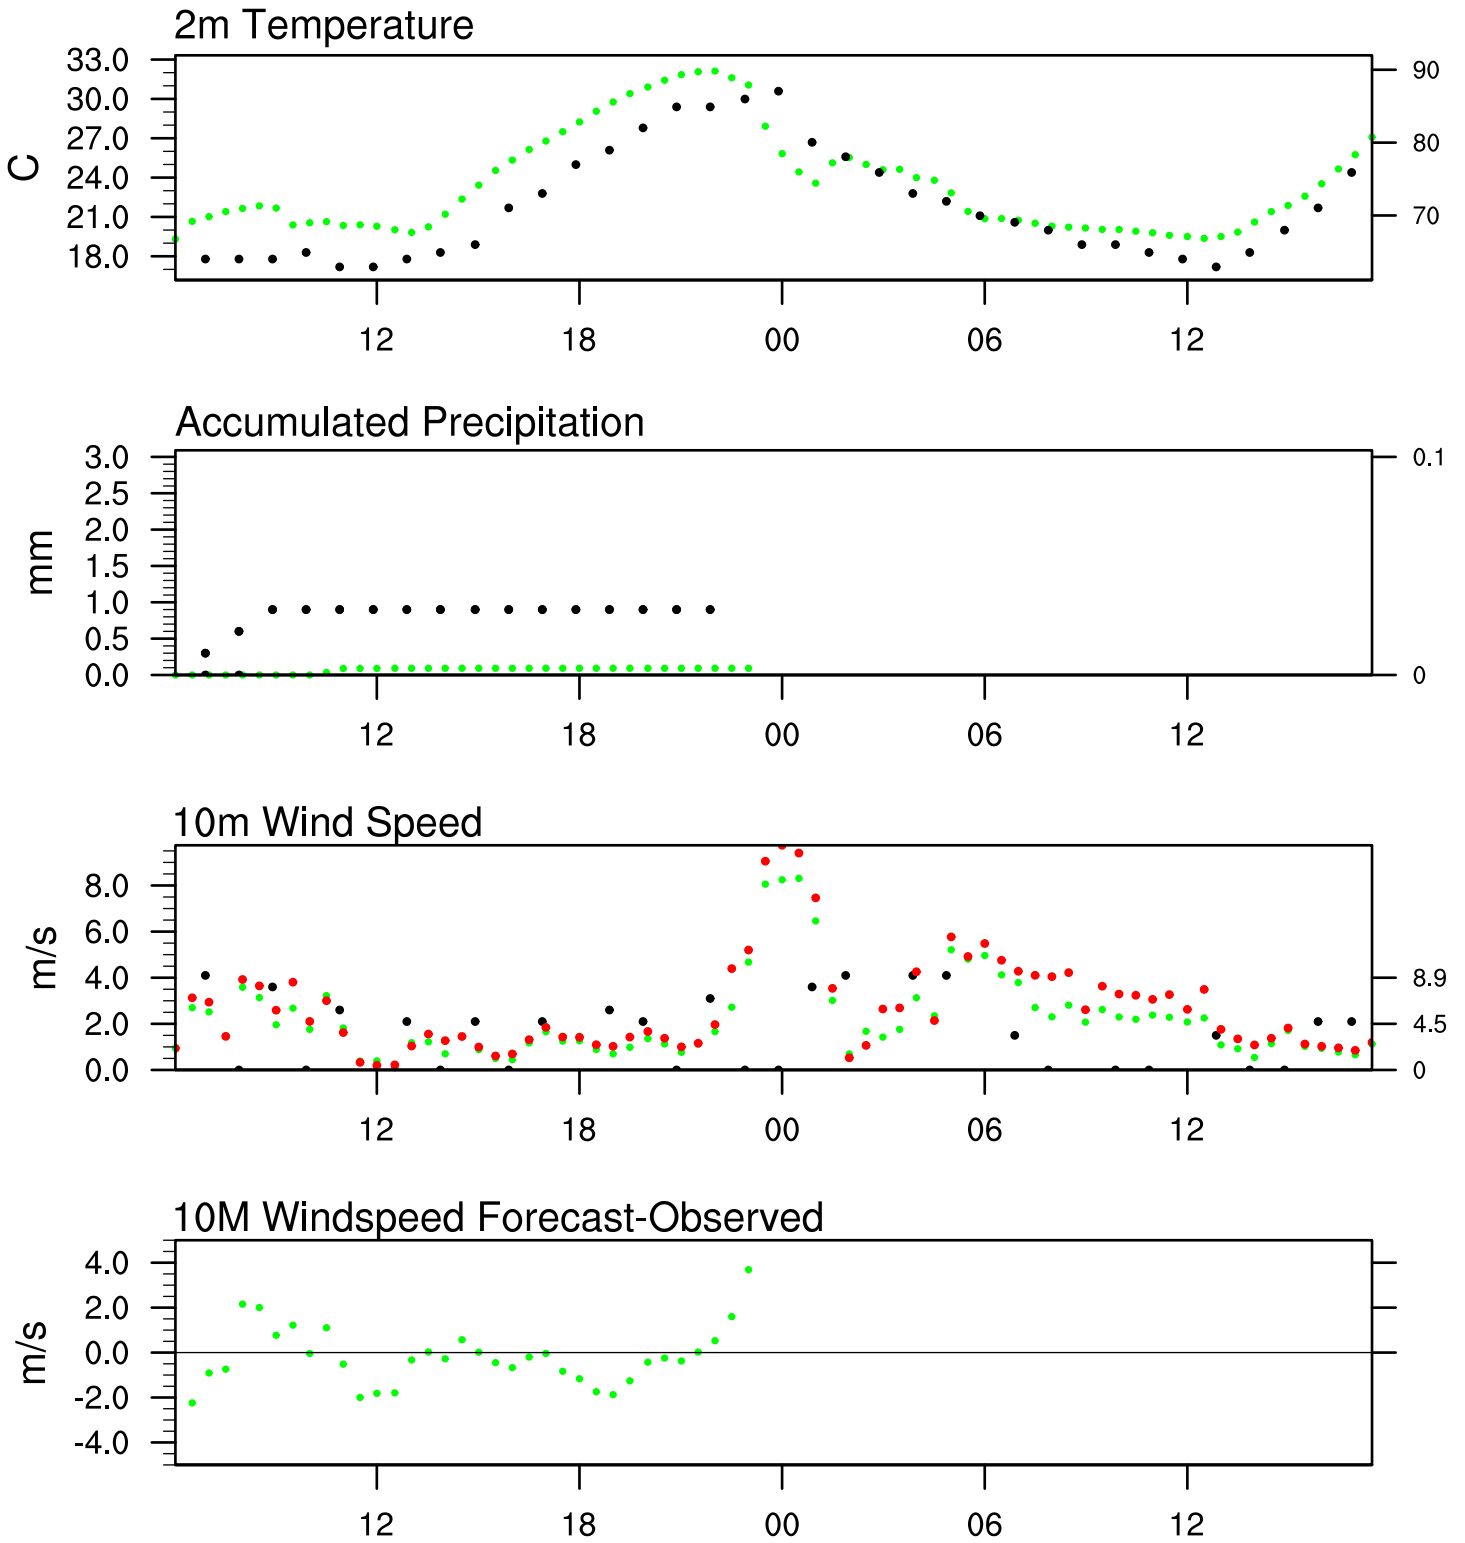 2m Temperature
33.0
30.0
27.0
24.0
21.0
18.0
C
90
80
70
12 18 00 06 12
Accumulated Precipitation
3.0
2.5
2.0
1.5
1.0
0.5
0.0
mm
0.1
0
12 18 00 06 12
10m Wind Speed
8.0
6.0
4.0
2.0
0.0
m/s
8.9
4.5
0
12 18 00 06 12
10M Windspeed Forecast-Observed
4.0
2.0
0.0
-2.0
-4.0
m/s
12 18 00 06 12